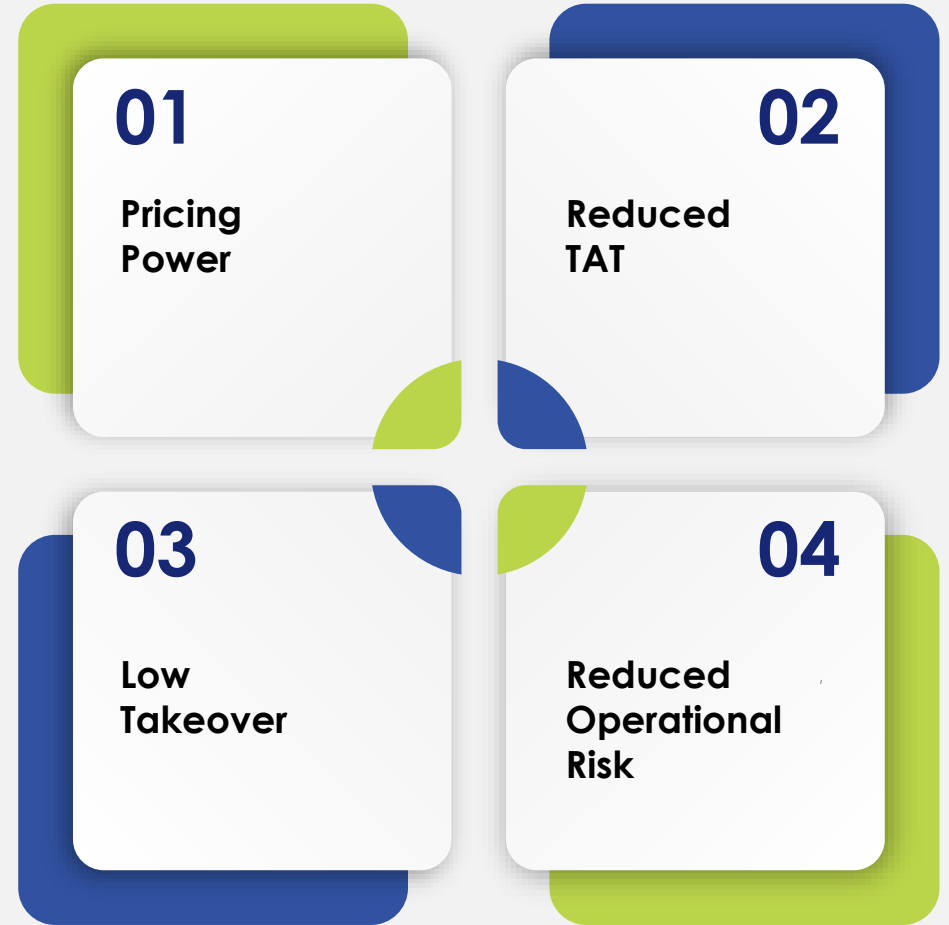 01
Pricing
Power
02
Reduced
TAT
03
Low
Takeover
04
Reduced
Operational
Risk